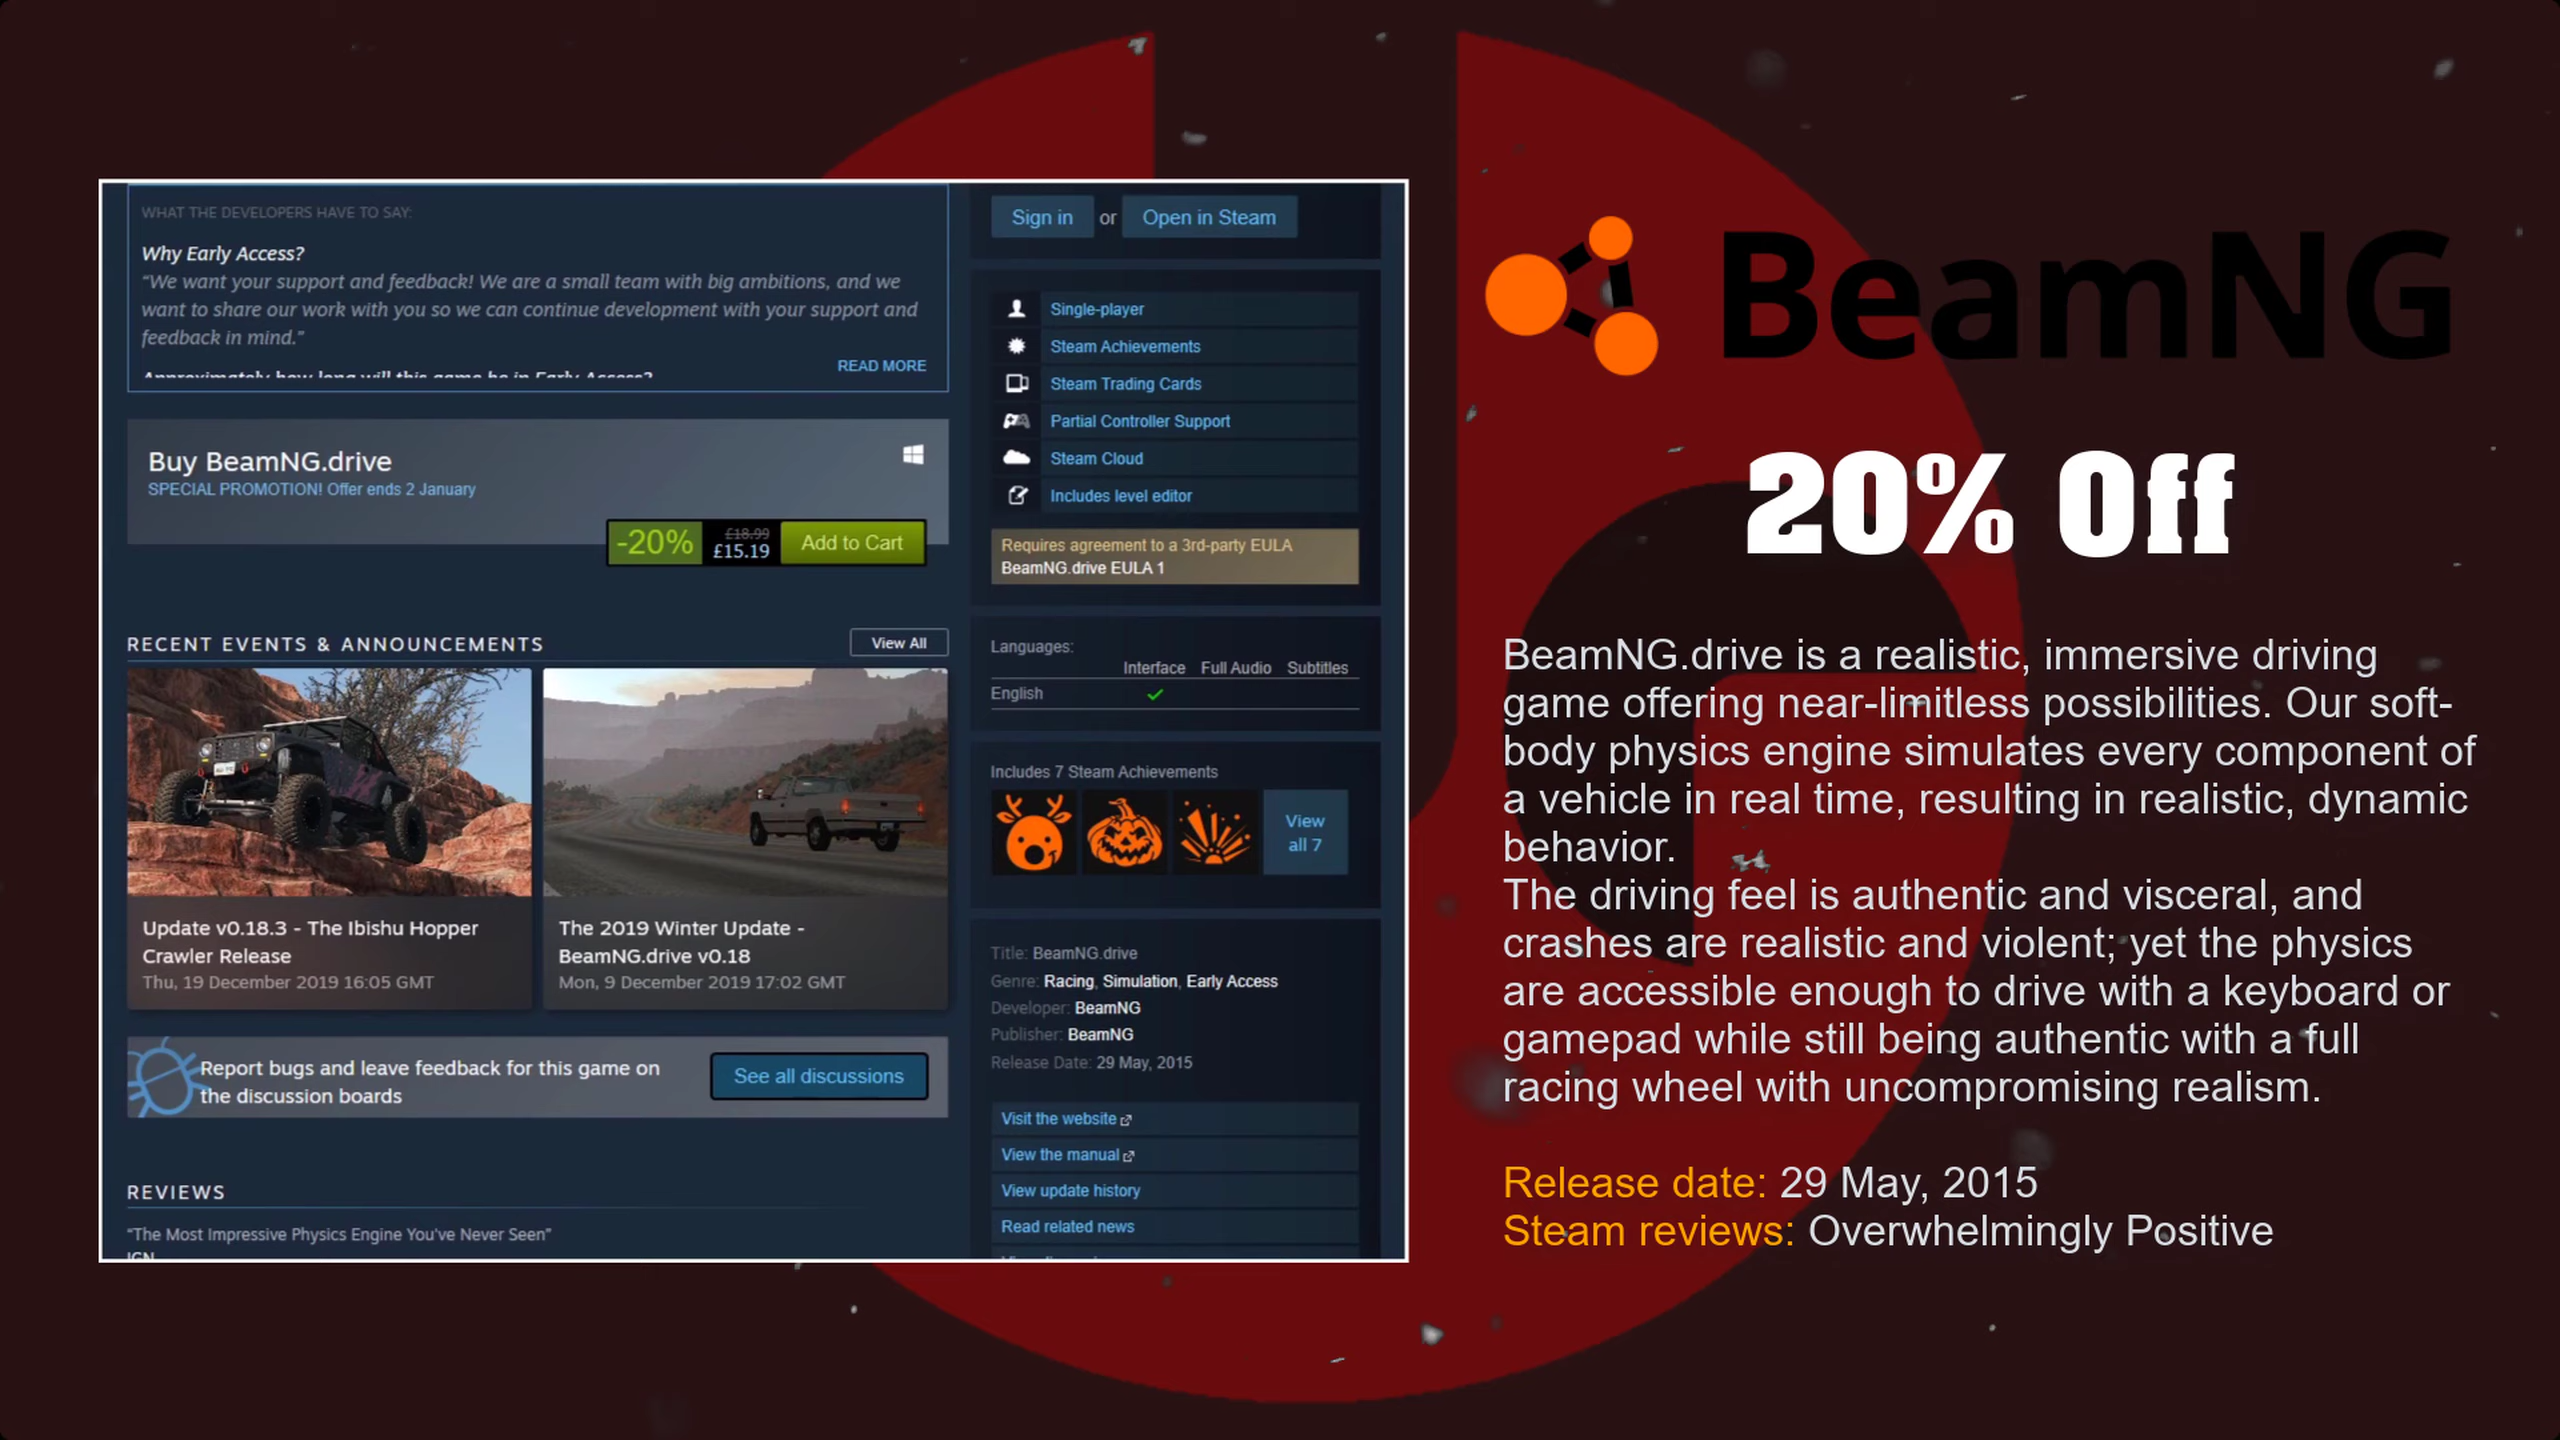 WHAT THE DEVELOPERS HAVE TO SAY:
Why Early Access?
“We want your support and feedback! We are a small team with big ambitions, and we
want to share our work with you so we can continue development with your support and
feedback in mind.”
READ MORE
Approximately how long will this game be in Early Access?
Buy BeamNG.drive
SPECIAL PROMOTION! Offer ends 2 January
-20%
£18.99
£15.19
Add to Cart
RECENT EVENTS & ANNOUNCEMENTS
View All
Update v0.18.3 - The Ibishu Hopper
Crawler Release
Thu, 19 December 2019 16:05 GMT
The 2019 Winter Update -
BeamNG.drive v0.18
Mon, 9 December 2019 17:02 GMT
Report bugs and leave feedback for this game on
the discussion boards
See all discussions
REVIEWS
“The Most Impressive Physics Engine You've Never Seen”
IGN
Sign in or Open in Steam
Single-player
Steam Achievements
Steam Trading Cards
Partial Controller Support
Steam Cloud
Includes level editor
Requires agreement to a 3rd-party EULA
BeamNG.drive EULA 1
Languages:
Interface Full Audio Subtitles
English
Includes 7 Steam Achievements
View
all 7
Title: BeamNG.drive
Genre: Racing, Simulation, Early Access
Developer: BeamNG
Publisher: BeamNG
Release Date: 29 May, 2015
Visit the website
View the manual
View update history
Read related news
BeamNG
20% Off
BeamNG.drive is a realistic, immersive driving
game offering near-limitless possibilities. Our soft-
body physics engine simulates every component of
a vehicle in real time, resulting in realistic, dynamic
behavior.
The driving feel is authentic and visceral, and
crashes are realistic and violent; yet the physics
are accessible enough to drive with a keyboard or
gamepad while still being authentic with a full
racing wheel with uncompromising realism.
Release date: 29 May, 2015
Steam reviews: Overwhelmingly Positive